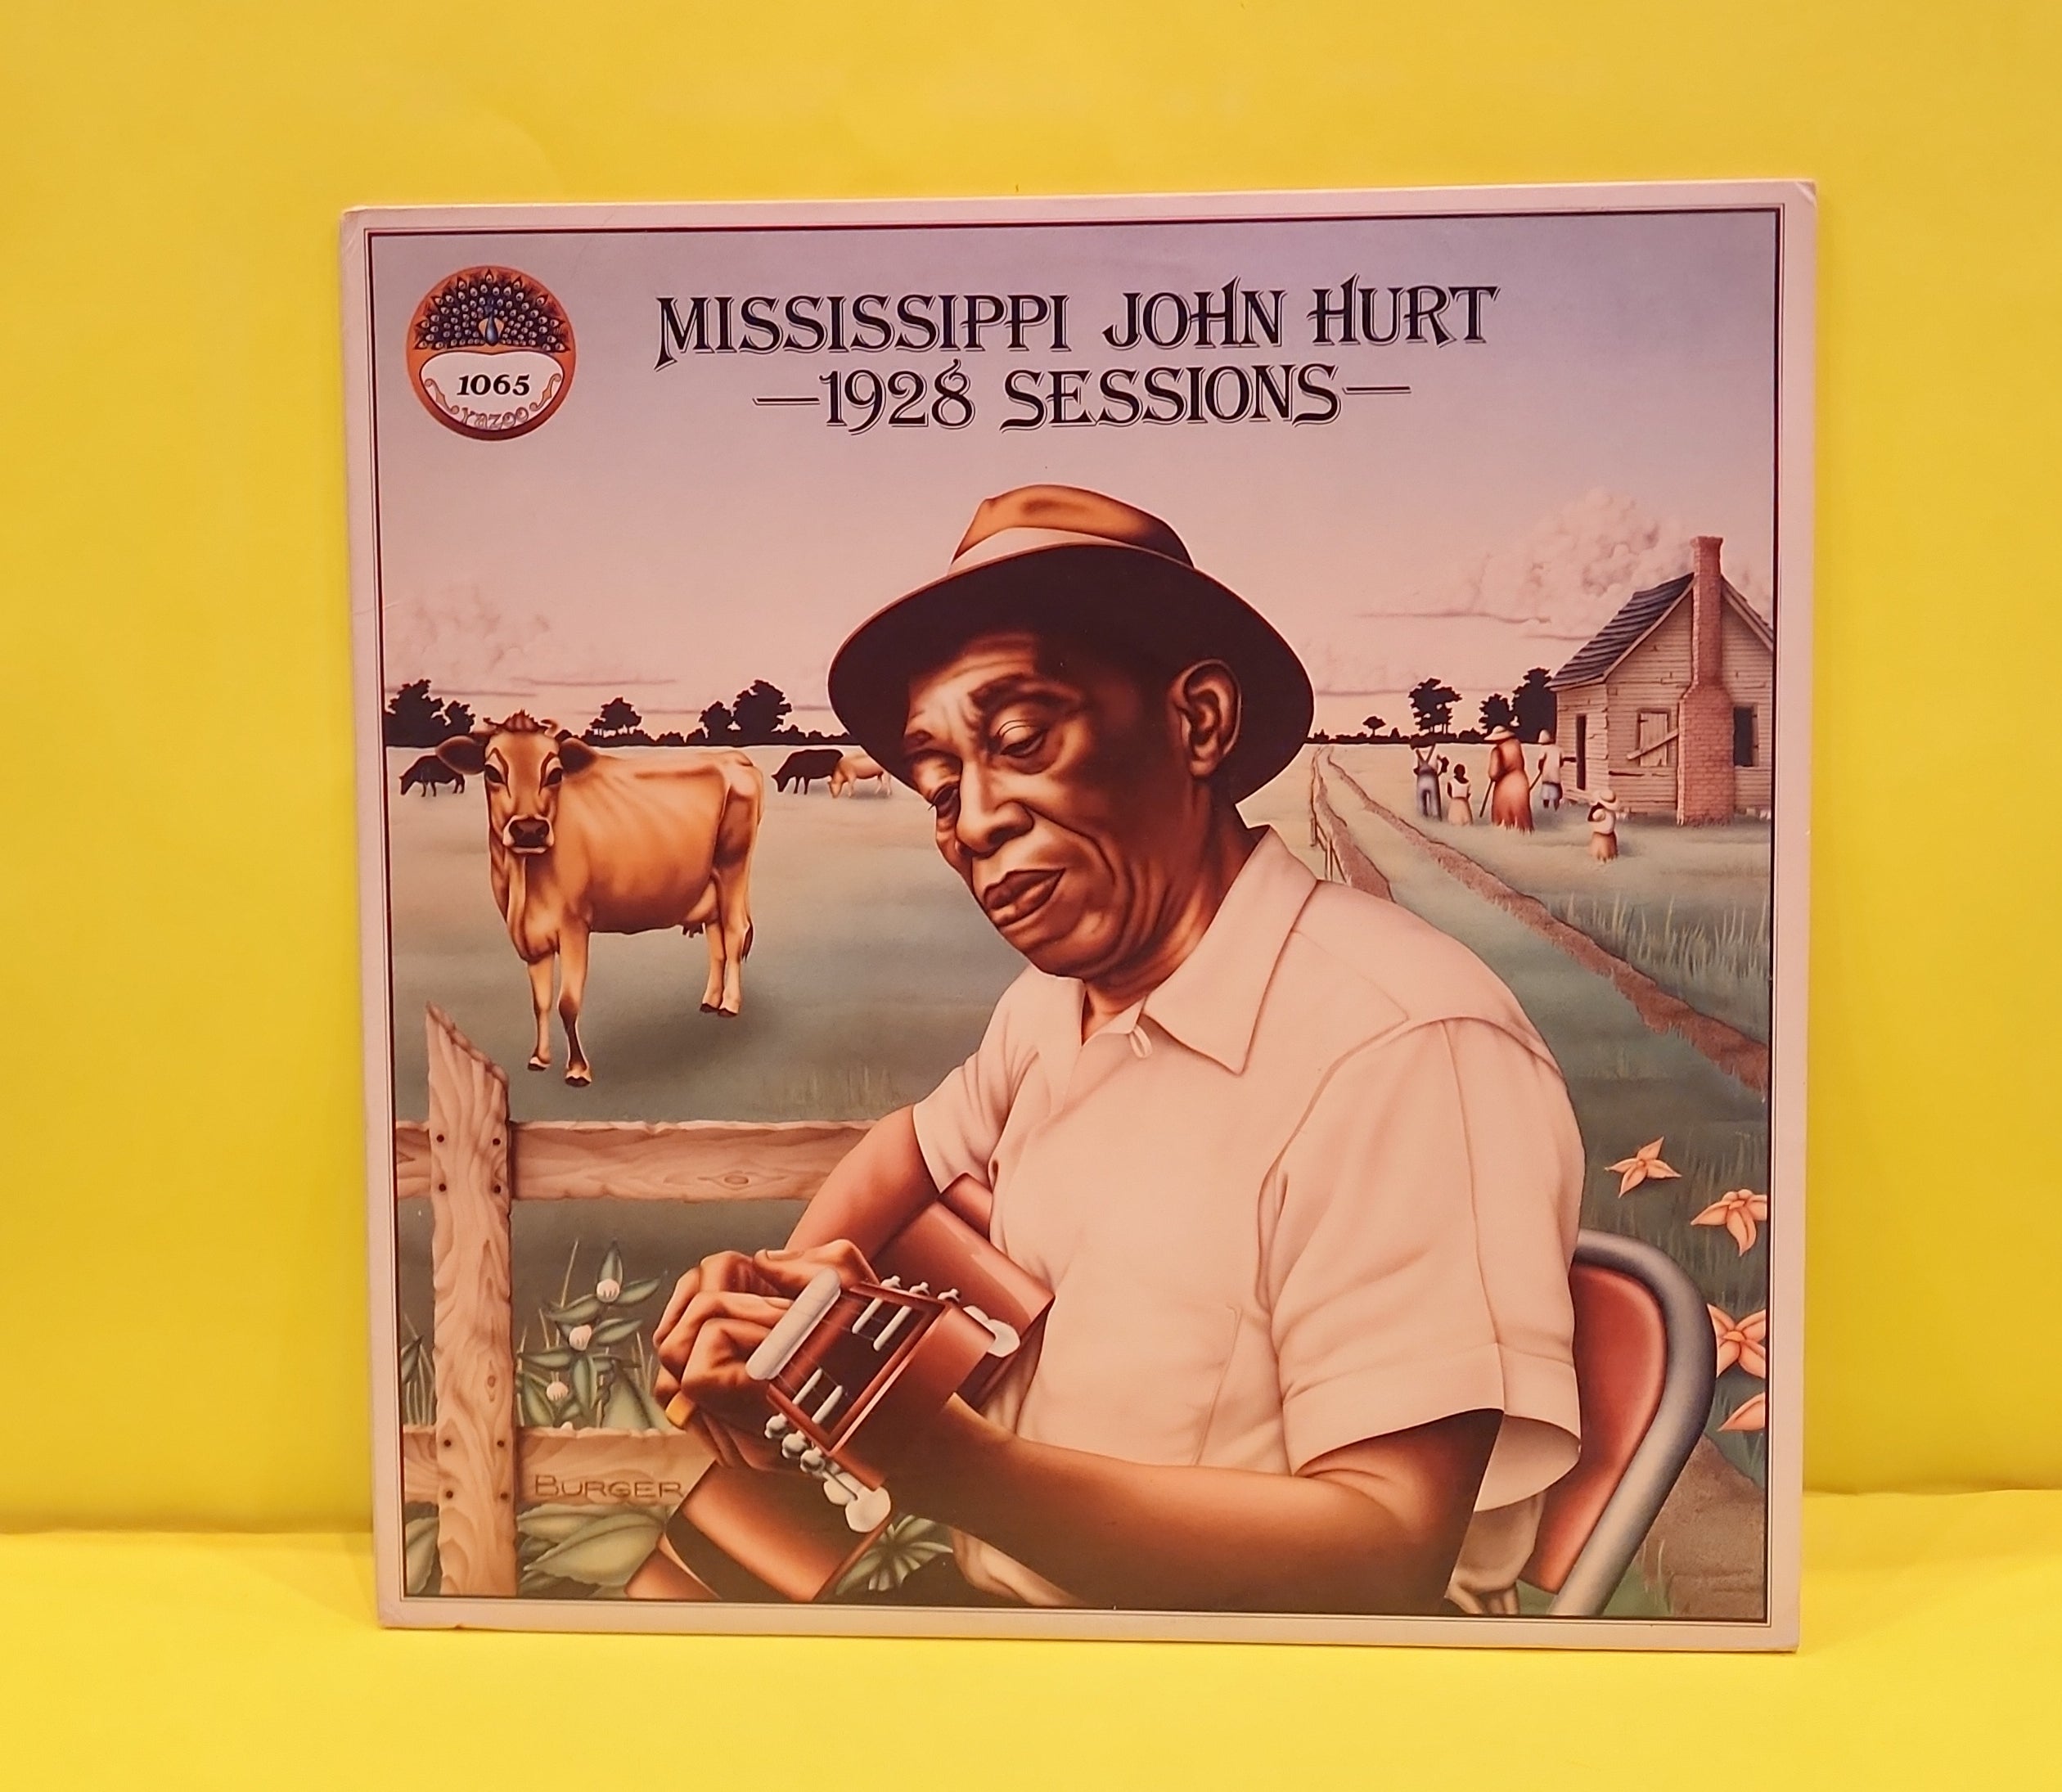 MISSISSIPPI JOHN HURT
—1928 SESSIONS—
1065
Yazoo
BURGER